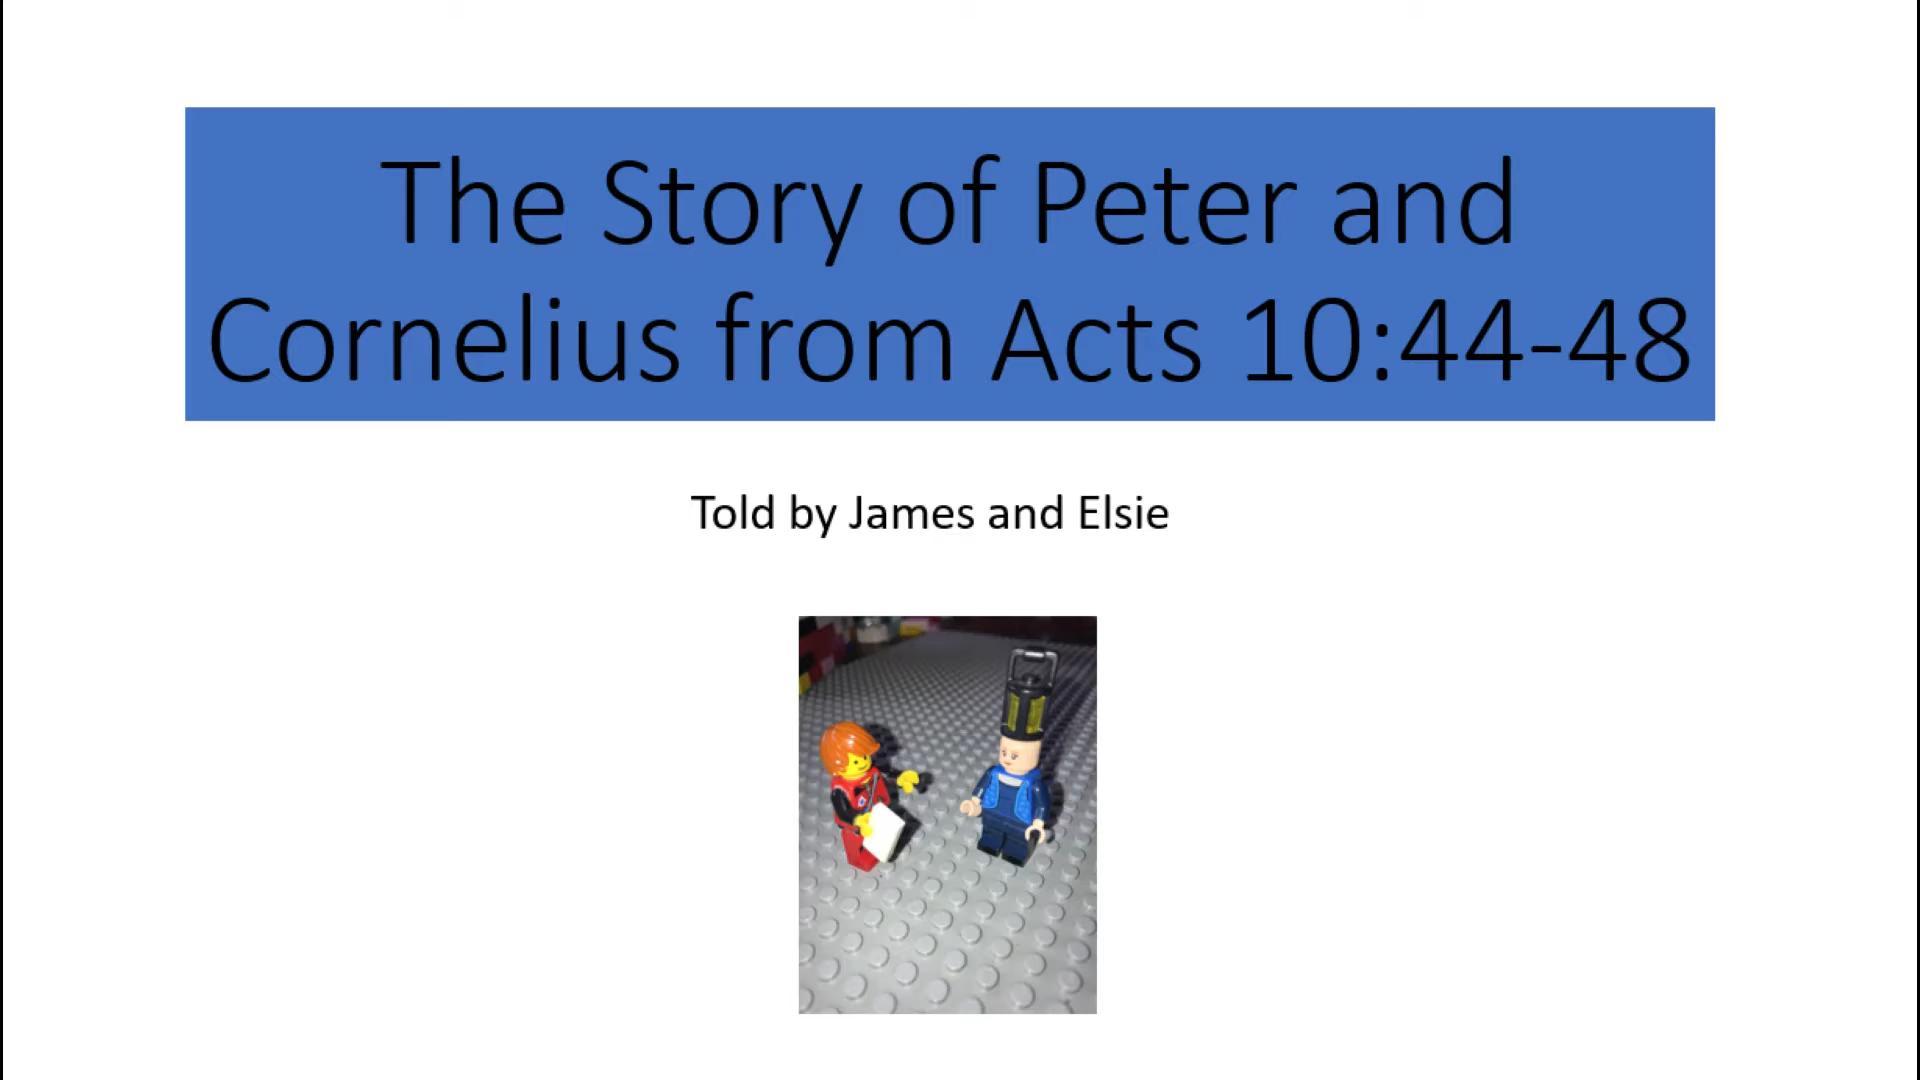 The Story of Peter and
Cornelius from Acts 10:44-48
Told by James and Elsie